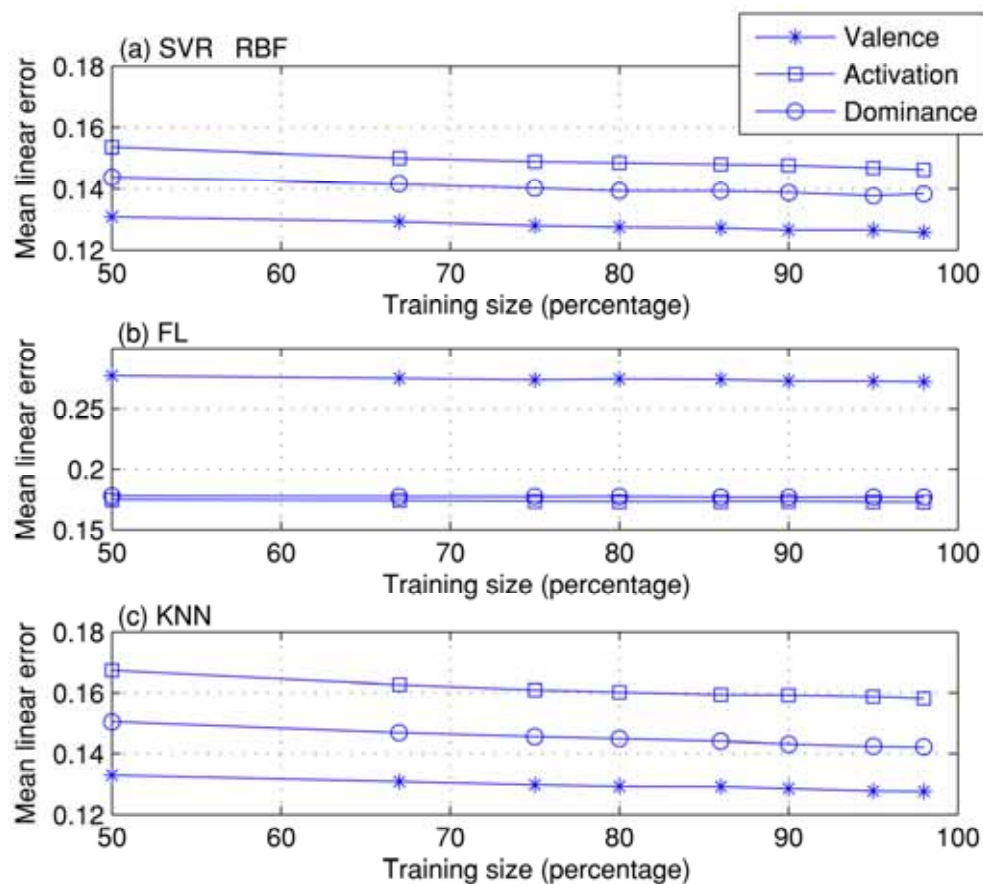 (a) SVR RBF
Valence
Activation
Dominance
Mean linear error
0.18
0.16
0.14
0.12
50 60 70 80 90 100
Training size (percentage)
(b) FL
Mean linear error
0.25
0.2
0.15
50 60 70 80 90 100
Training size (percentage)
(c) KNN
Mean linear error
0.18
0.16
0.14
0.12
50 60 70 80 90 100
Training size (percentage)